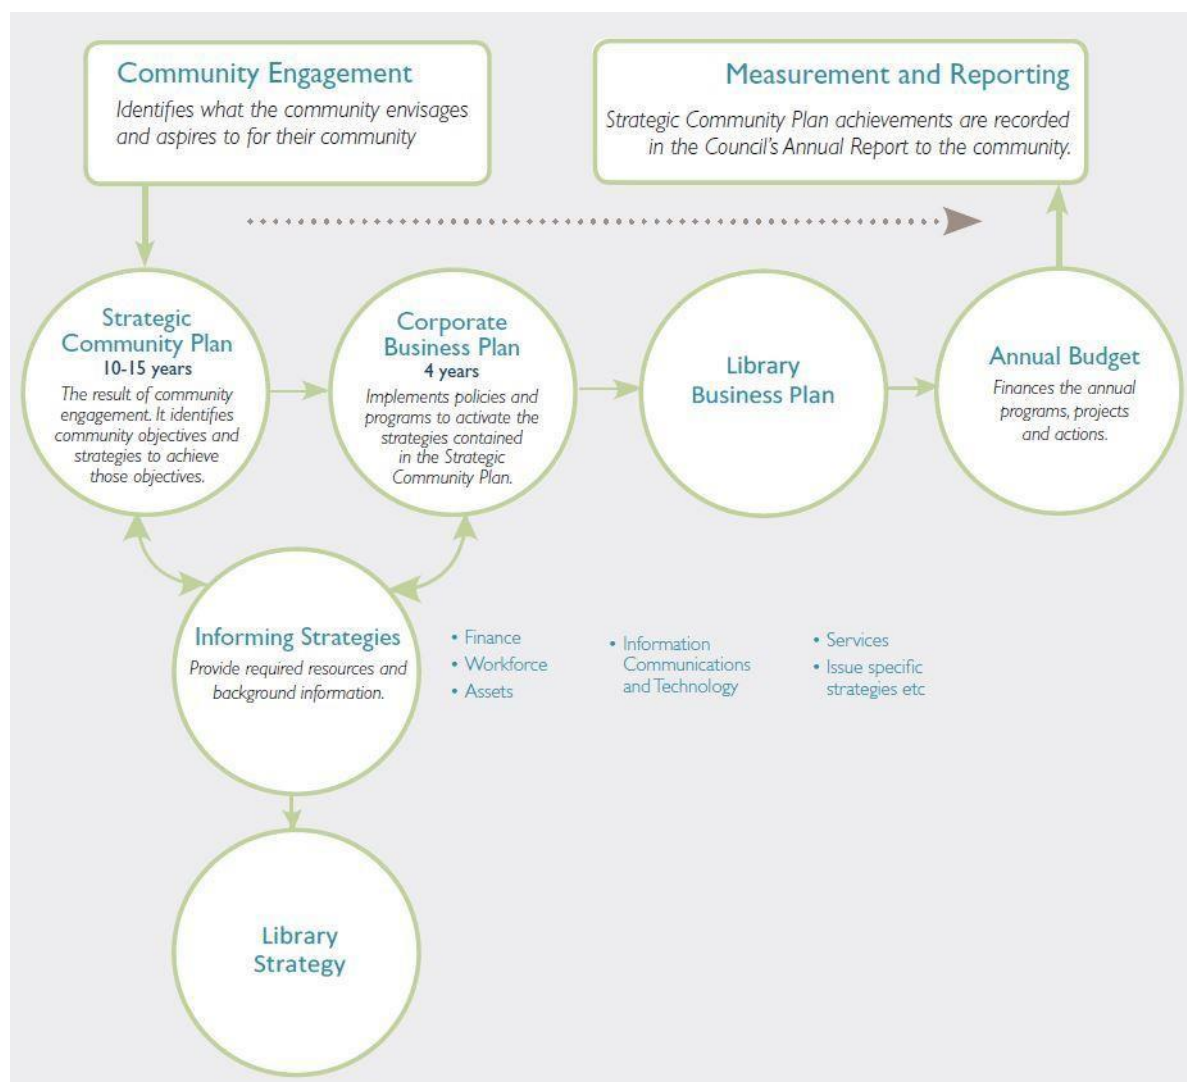 Community Engagement
Identifies what the community envisages
and aspires to for their community
Measurement and Reporting
Strategic Community Plan achievements are recorded
in the Council's Annual Report to the community.
Strategic
Community Plan
10-15 years
The result of community
engagement. It identifies
community objectives and
strategies to achieve
those objectives.
Corporate
Business Plan
4 years
Implements policies and
programs to activate the
strategies contained
in the Strategic
Community Plan.
Library
Business Plan
Annual Budget
Finances the annual
programs, projects
and actions.
Informing Strategies
Provide required resources and
background information.
• Finance
• Workforce
• Assets
• Information
Communications
and Technology
• Services
• Issue specific
strategies etc
Library
Strategy